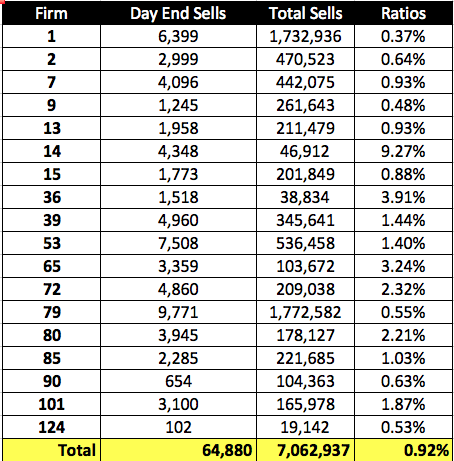 Firm Day End Sells Total Sells Ratios
1 6,399 1,732,936 0.37%
2 2,999 470,523 0.64%
7 4,096 442,075 0.93%
9 1,245 261,643 0.48%
13 1,958 211,479 0.93%
14 4,348 46,912 9.27%
15 1,773 201,849 0.88%
36 1,518 38,834 3.91%
39 4,960 345,641 1.44%
53 7,508 536,458 1.40%
65 3,359 103,672 3.24%
72 4,860 209,038 2.32%
79 9,771 1,772,582 0.55%
80 3,945 178,127 2.21%
85 2,285 221,685 1.03%
90 654 104,363 0.63%
101 3,100 165,978 1.87%
124 102 19,142 0.53%
Total 64,880 7,062,937 0.92%